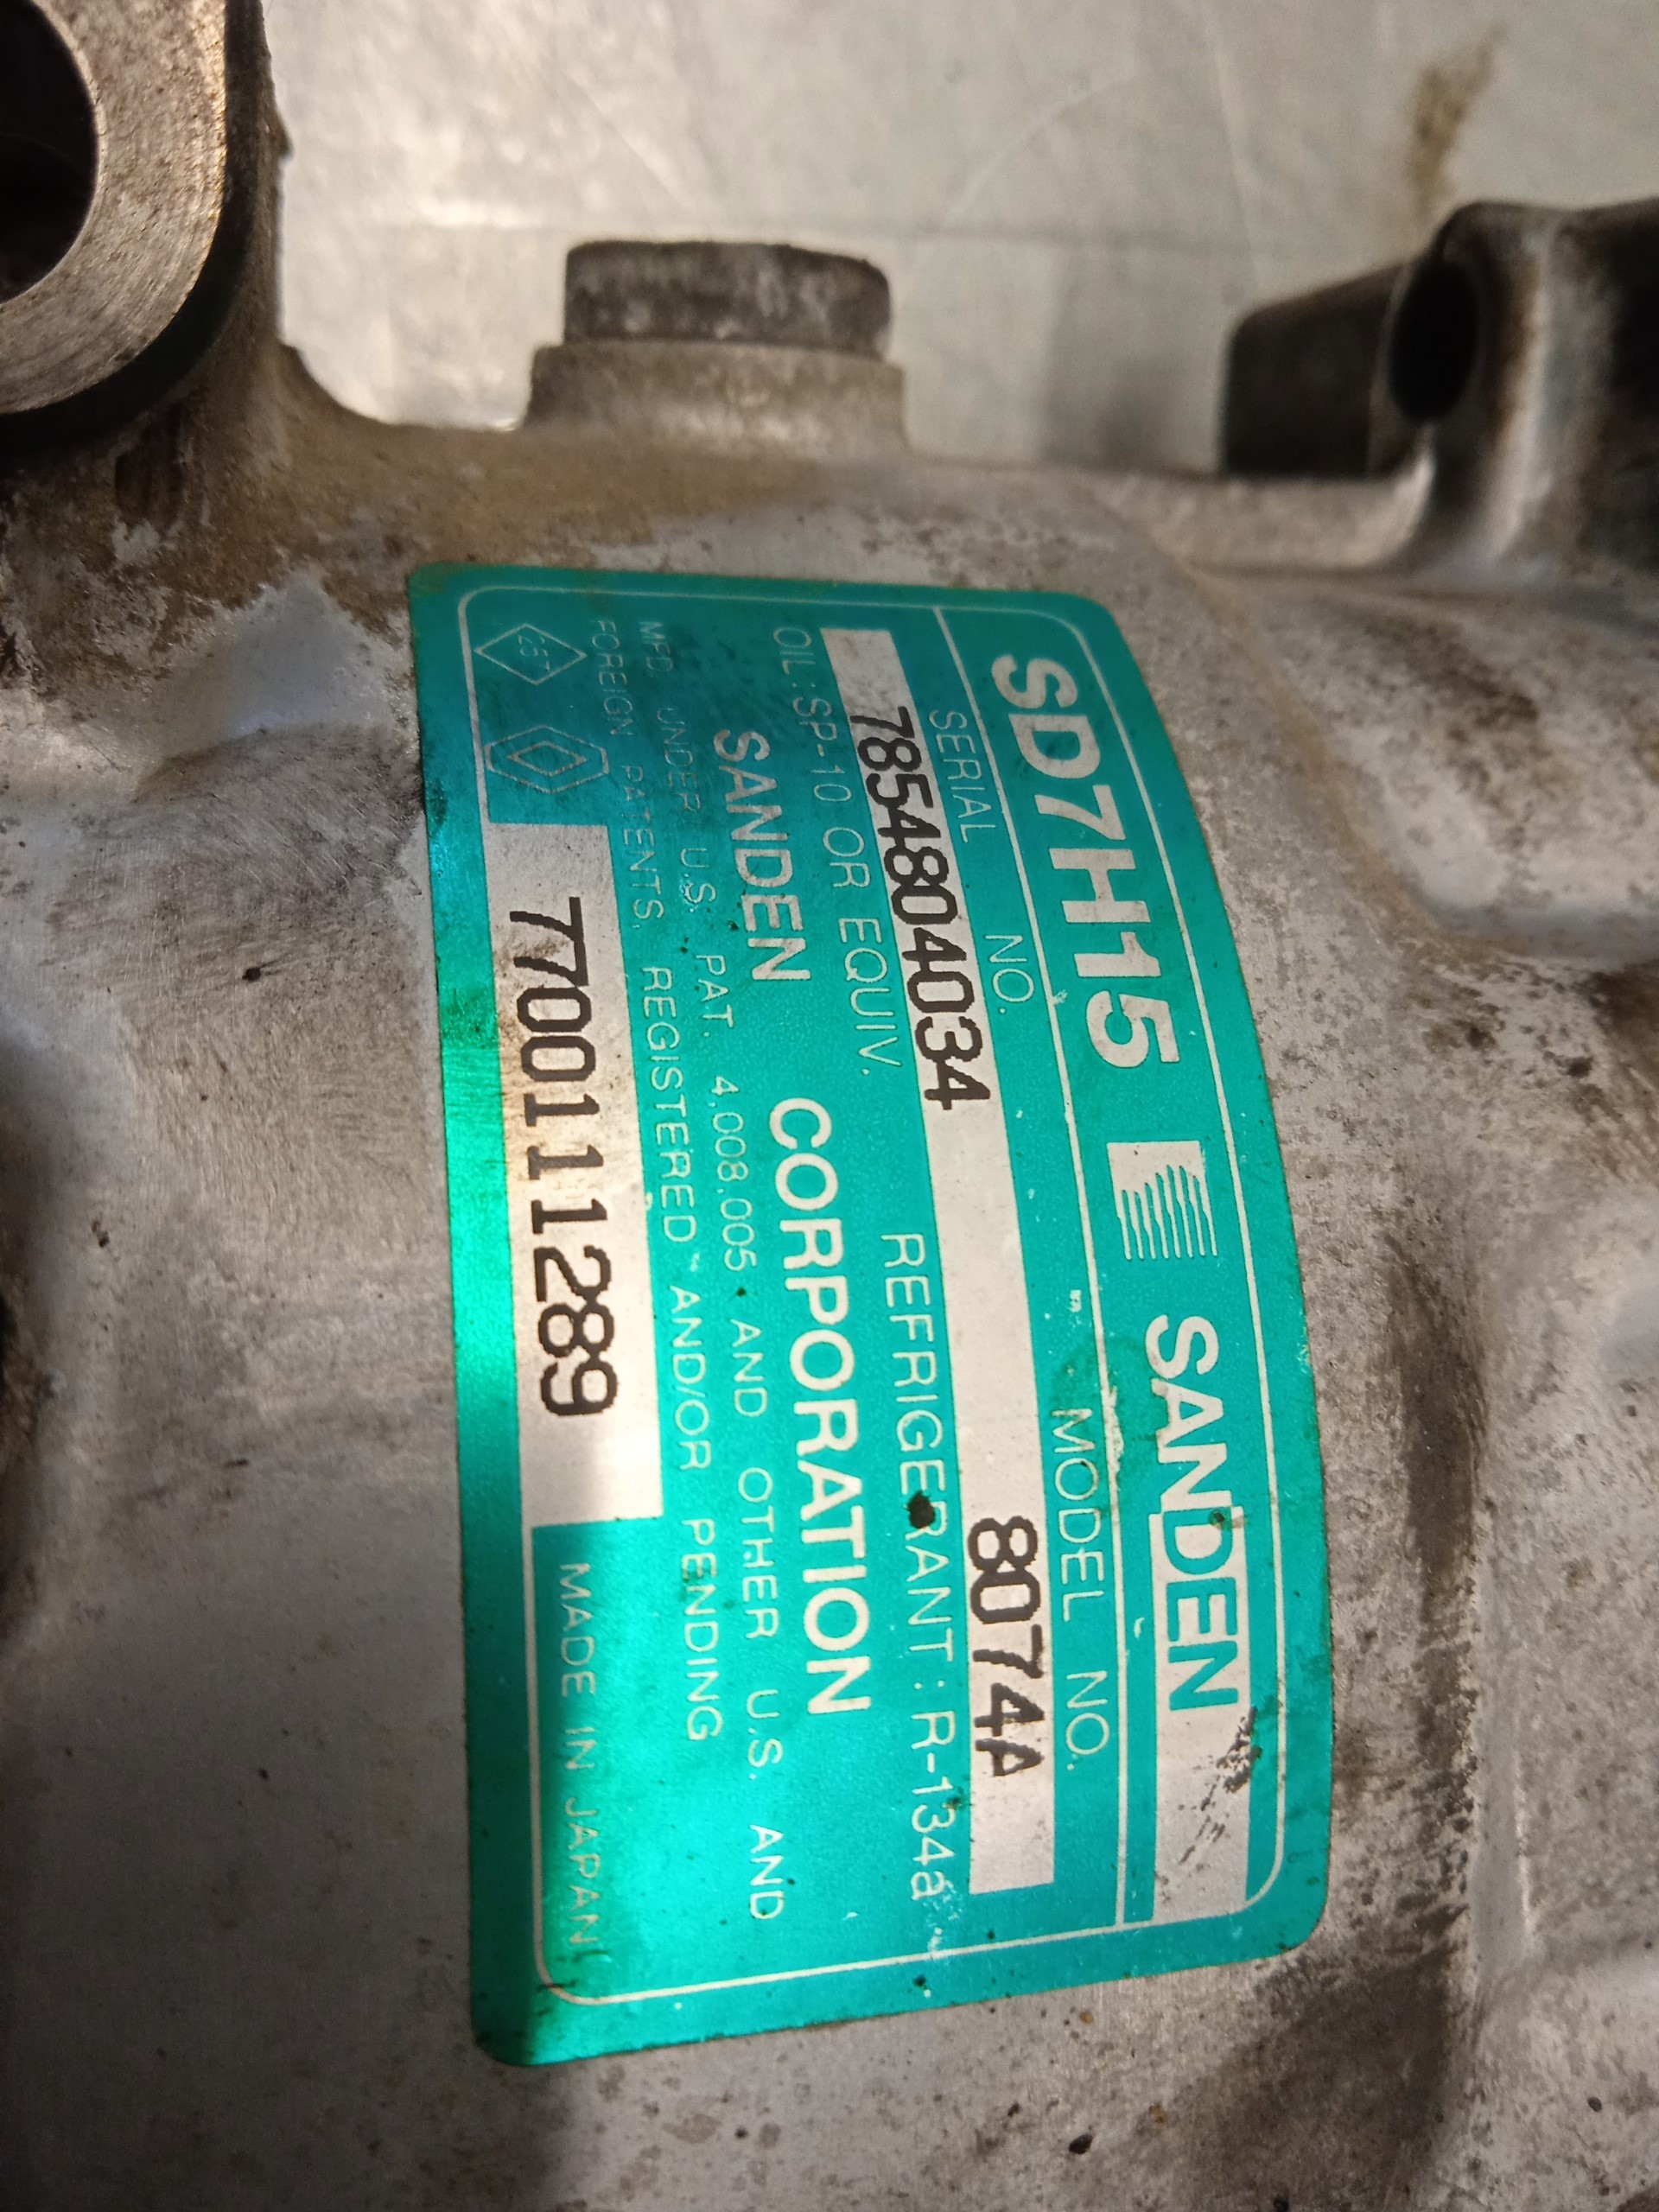 SD7H15 SANDEN SANDEN
SERIAL NO. MODEL NO.
7854804034 8074A
OIL: SP-10 OR EQUIV. REFRIGERANT : R-134a
SANDEN CORPORATION
MFD. UNDER U.S. PAT. 4,008,005 AND OTHER U.S. AND
FOREIGN PATENTS, REGISTERED AND/OR PENDING
7700111289 MADE IN JAPAN